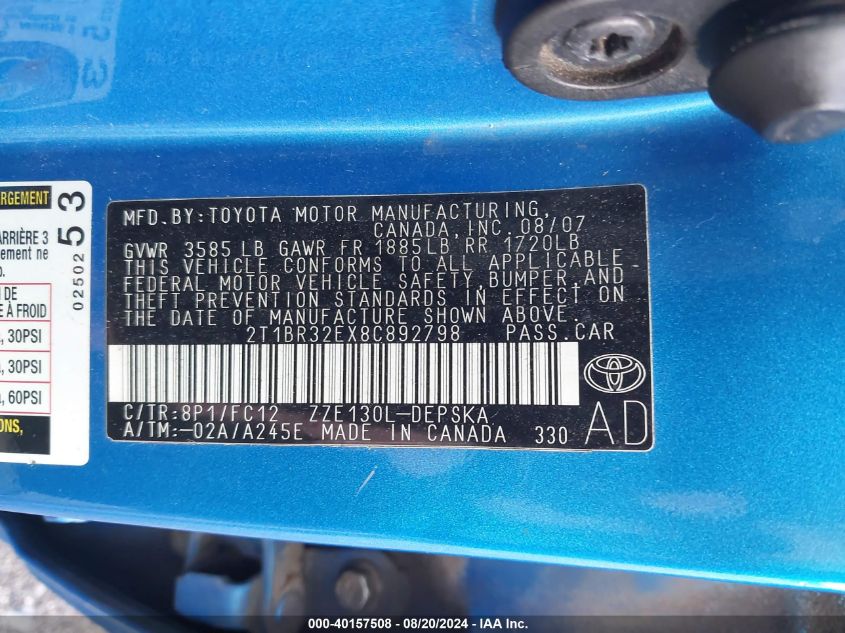 RGEMENT
ARRIÈRE 3
ement ne
N DE
E À FROID
, 30PSI
, 30PSI
, 60PSI
ONS,
02502
53
MFD. BY: TOYOTA MOTOR MANUFACTURING,
CANADA, INC. 08/07
GVWR 3585 LB GAWR FR 1885LB RR 1720LB
THIS VEHICLE CONFORMS TO ALL APPLICABLE
FEDERAL MOTOR VEHICLE SAFETY, BUMPER, AND
THEFT PREVENTION STANDARDS IN EFFECT ON
THE DATE OF MANUFACTURE SHOWN ABOVE.
2T1BR32EX8C892798 PASS. CAR
C/TR: 8P1/FC12 ZZE130L-DEPSKA
A/TM: -02A/A245E MADE IN CANADA 330
AD
000-40157508 - 08/20/2024 - IAA Inc.